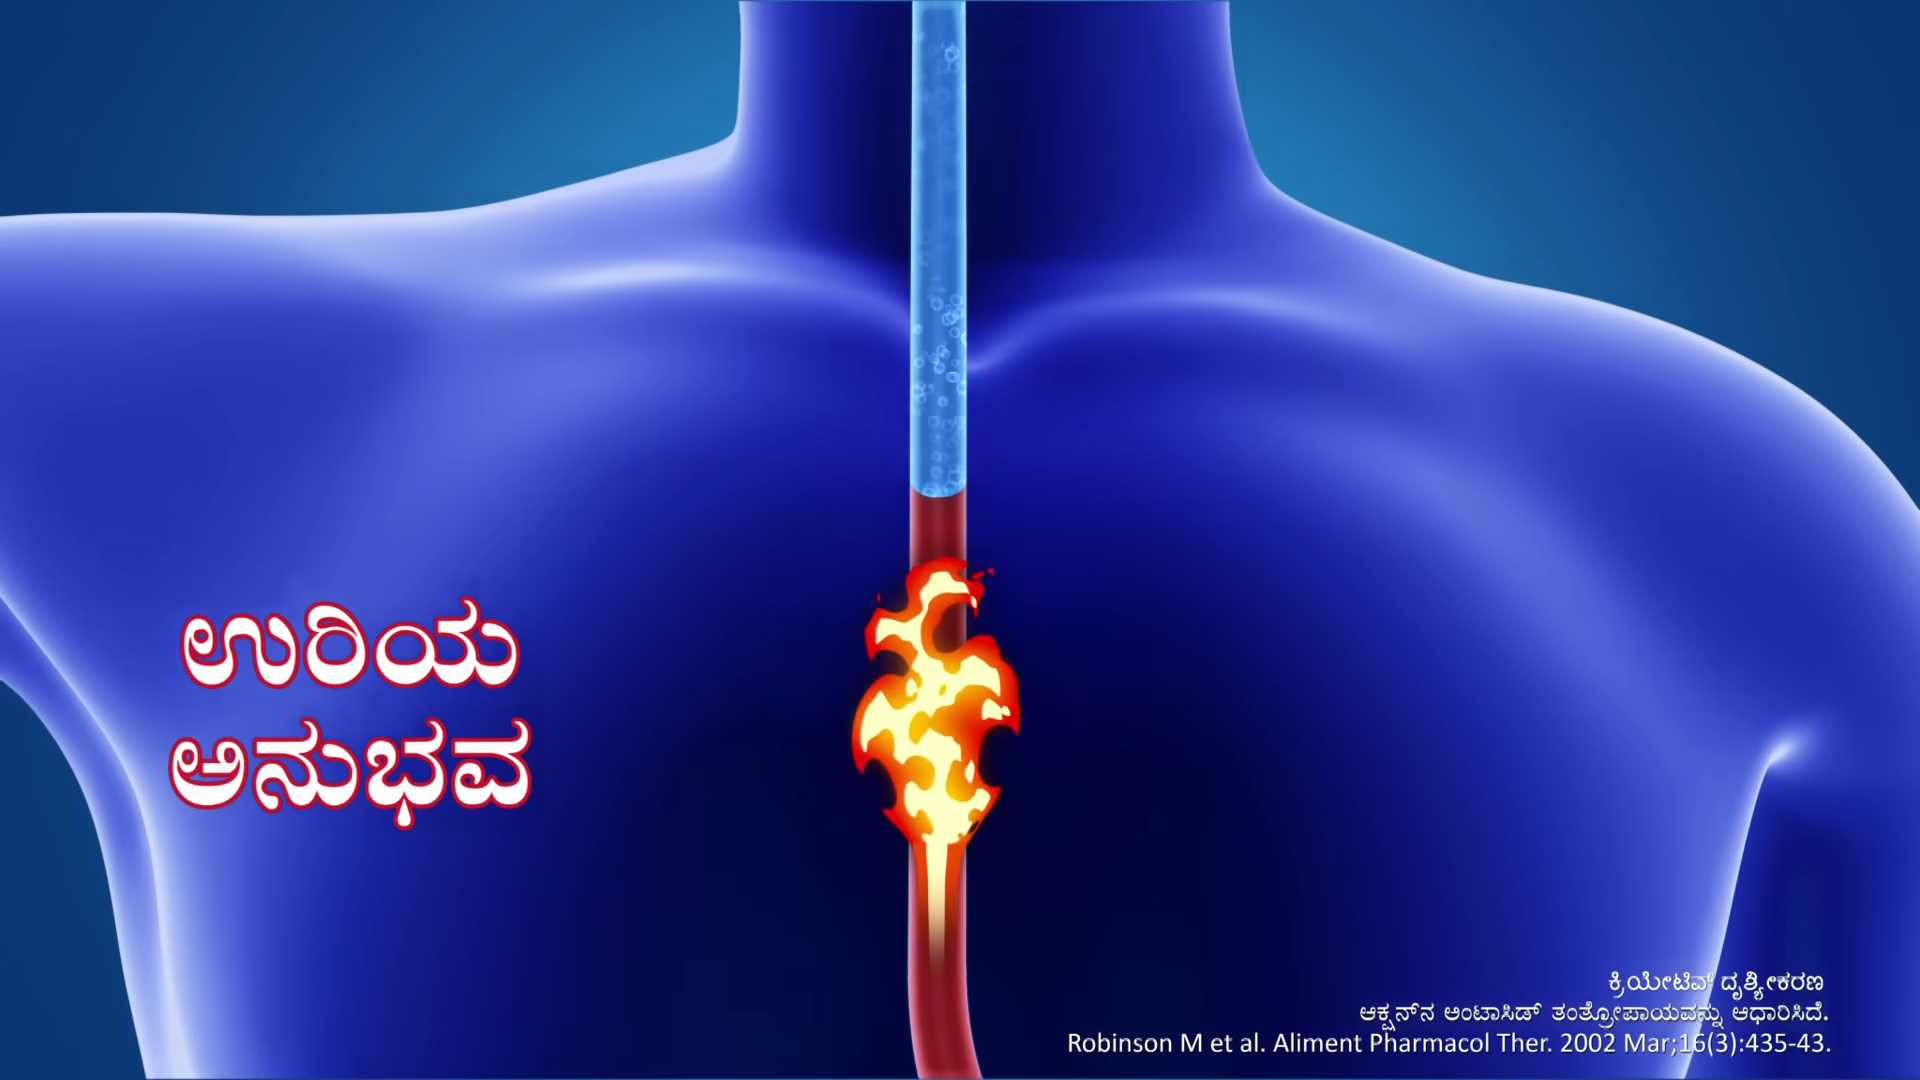 ಉರಿಯ
ಅನುಭವ
ಕ್ರಿಯೇಟಿವ್ ದೃಶ್ಯೀಕರಣ
ಆಕ್ಷನ್‌ನ ಅಂಟಾಸಿಡ್ ತಂತ್ರೋಪಾಯವನ್ನು ಆಧಾರಿಸಿದೆ.
Robinson M et al. Aliment Pharmacol Ther. 2002 Mar;16(3):435-43.